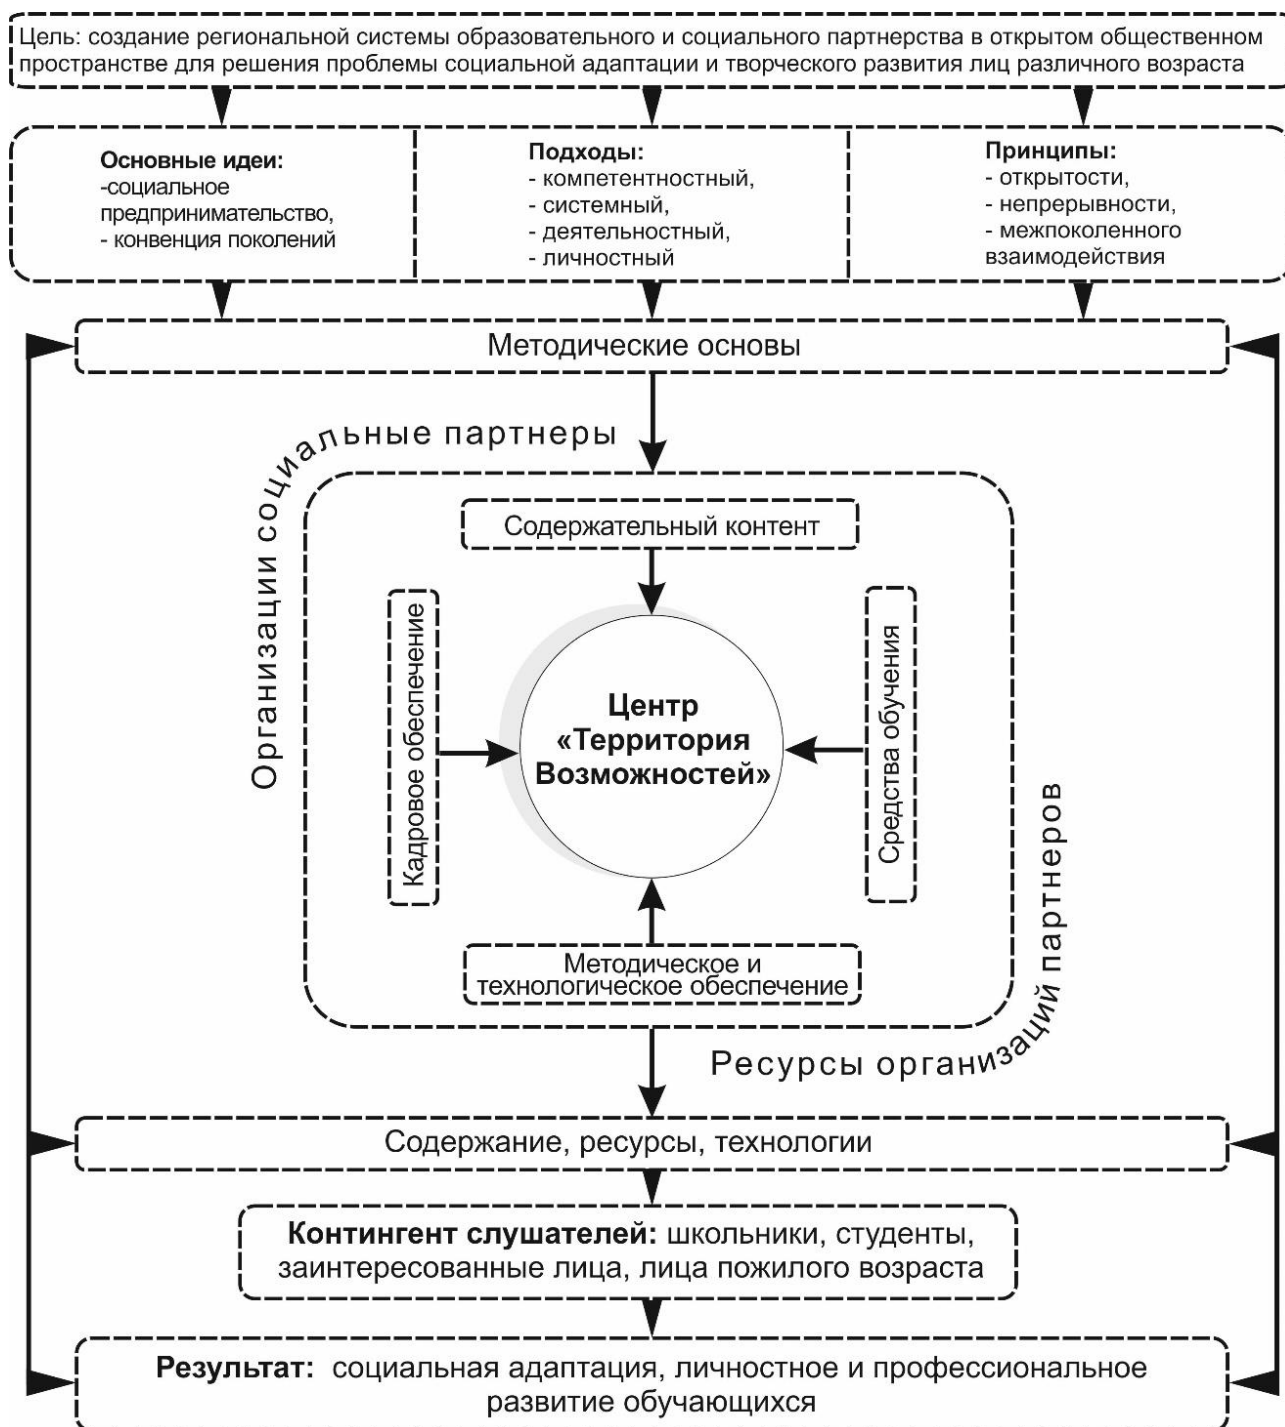 Цель: создание региональной системы образовательного и социального партнерства в открытом общественном
пространстве для решения проблемы социальной адаптации и творческого развития лиц различного возраста
Основные идеи:
-социальное
предпринимательство,
- конвенция поколений
Подходы:
- компетентностный,
- системный,
- деятельностный,
- личностный
Принципы:
- открытости,
- непрерывности,
- межпоколенного
взаимодействия
Методические основы
Организации социальные партнеры
Содержательный контент
Кадровое обеспечение
Центр
«Территория
Возможностей»
Средства обучения
Методическое и
технологическое обеспечение
Ресурсы организаций партнеров
Содержание, ресурсы, технологии
Контингент слушателей: школьники, студенты,
заинтересованные лица, лица пожилого возраста
Результат: социальная адаптация, личностное и профессиональное
развитие обучающихся